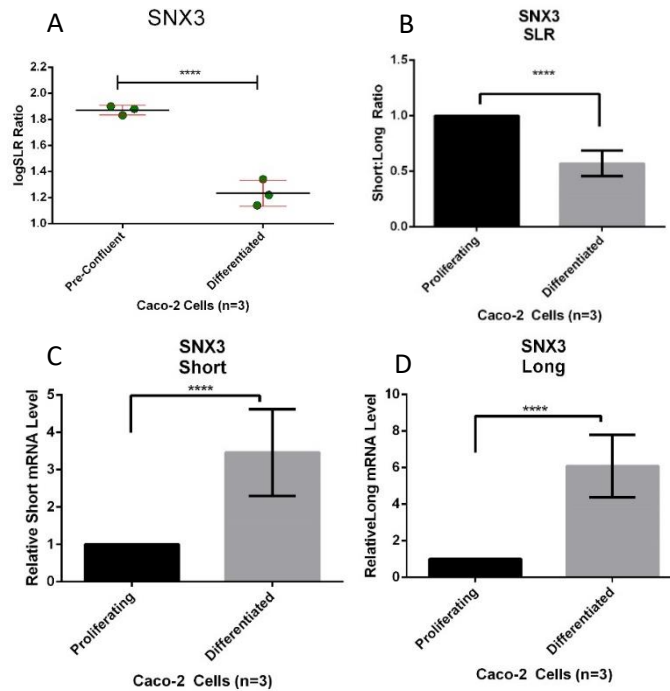 A
SNX3
****
logSLR Ratio
2.2
2.0
1.8
1.6
1.4
1.2
1.0
Pre-Confluent
Differentiated
Caco-2 Cells (n=3)
B
SNX3
SLR
****
Short:Long Ratio
1.5
1.0
0.5
0.0
Proliferating
Differentiated
Caco-2 Cells (n=3)
C
SNX3
Short
****
Relative Short mRNA Level
5
4
3
2
1
0
Proliferating
Differentiated
Caco-2 Cells (n=3)
D
SNX3
Long
****
RelativeLong mRNA Level
10
8
6
4
2
0
Proliferating
Differentiated
Caco-2 Cells (n=3)